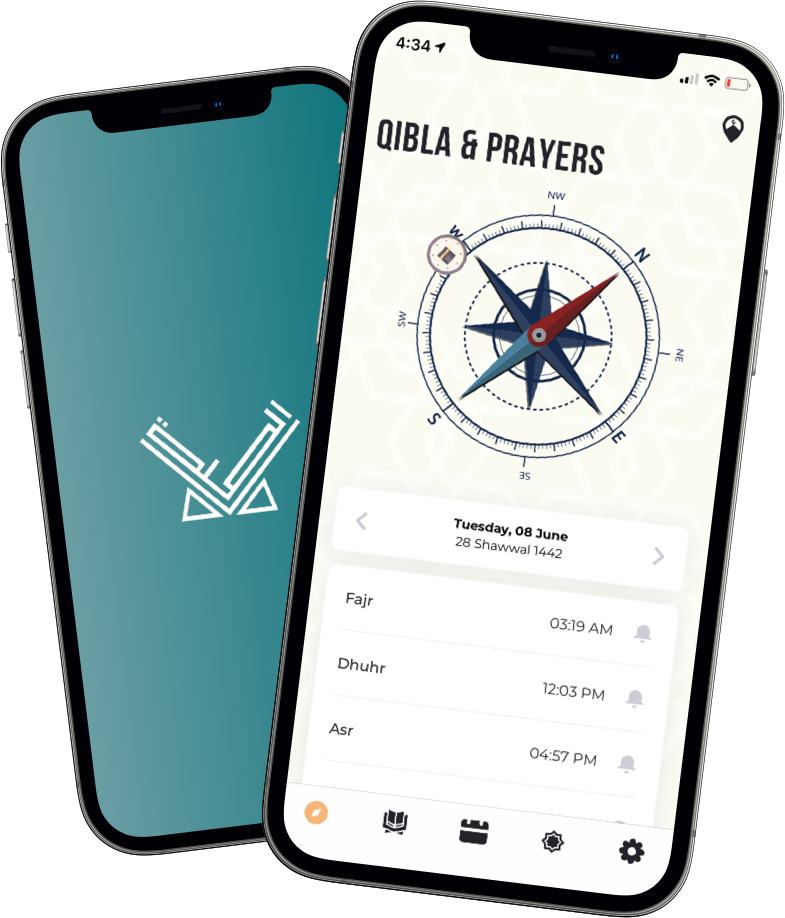 4:34
QIBLA & PRAYERS
NW
W
N
SW
NE
S
E
SE
Tuesday, 08 June
28 Shawwal 1442
Fajr
03:19 AM
Dhuhr
12:03 PM
Asr
04:57 PM